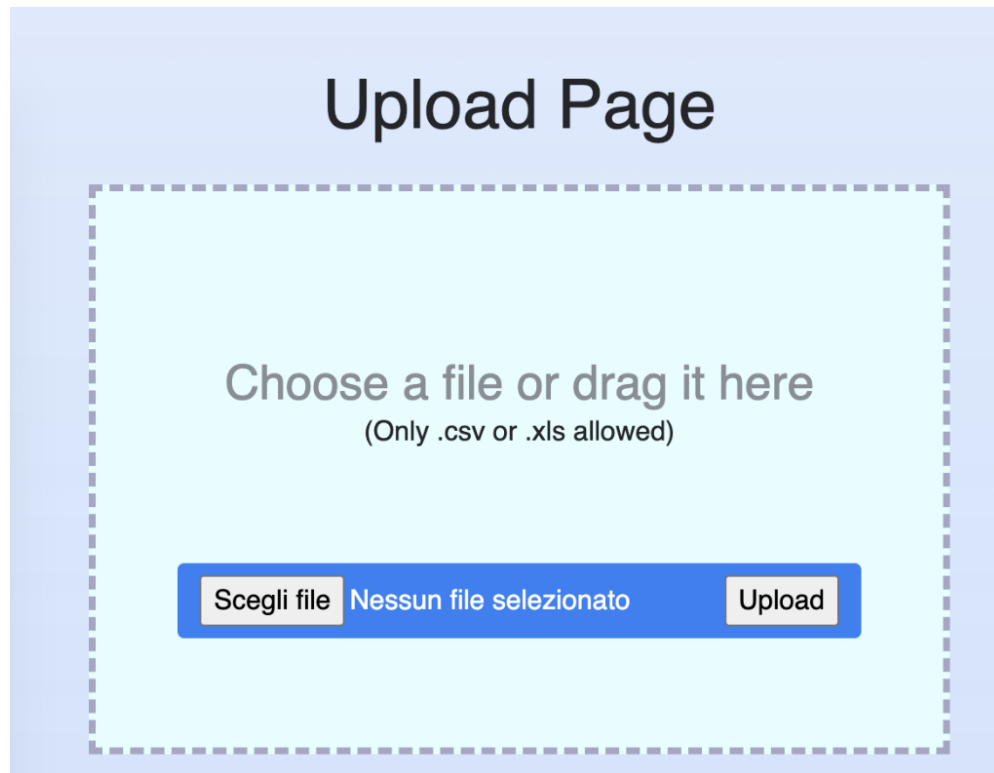 Upload Page
Choose a file or drag it here
(Only .csv or .xls allowed)
Scegli file Nessun file selezionato Upload